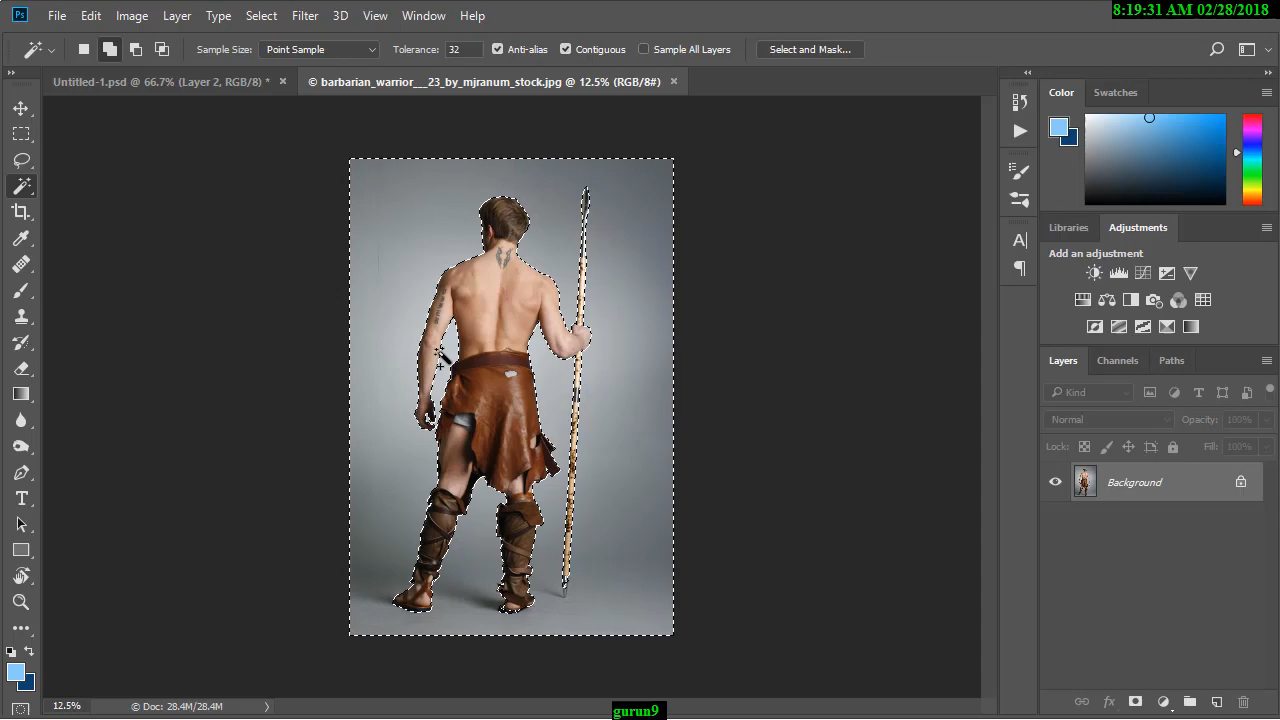 8:19:31 AM 02/28/2018
Ps File Edit Image Layer Type Select Filter 3D View Window Help
Sample Size: Point Sample Tolerance: 32 Anti-alias Contiguous Sample All Layers Select and Mask...
Untitled-1.psd @ 66.7% (Layer 2, RGB/8) * © barbarian_warrior___23_by_mjranum_stock.jpg @ 12.5% (RGB/8#)
Color Swatches
Libraries Adjustments
Add an adjustment
Layers Channels Paths
Kind
Normal Opacity: 100%
Lock: Fill: 100%
Background
12.5% © Doc: 28.4M/28.4M
gurun9